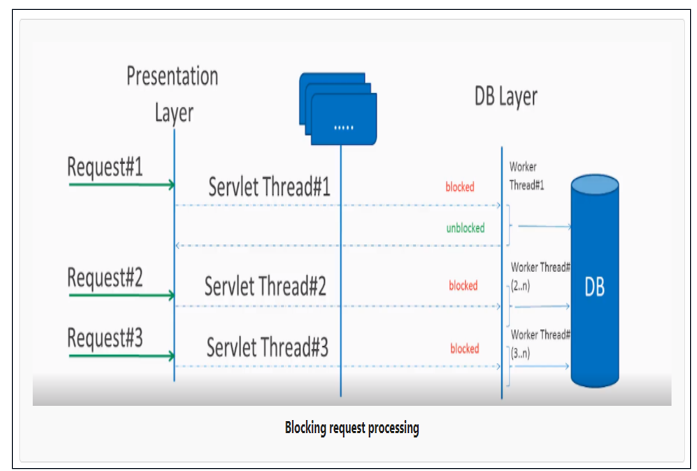 Presentation
Layer
.....
DB Layer
Request#1
Servlet Thread#1
blocked
Worker
Thread#1
unblocked
Request#2
Servlet Thread#2
blocked
Worker Thread#
(2..n)
DB
Request#3
Servlet Thread#3
blocked
Worker Thread#
(3..n)
Blocking request processing